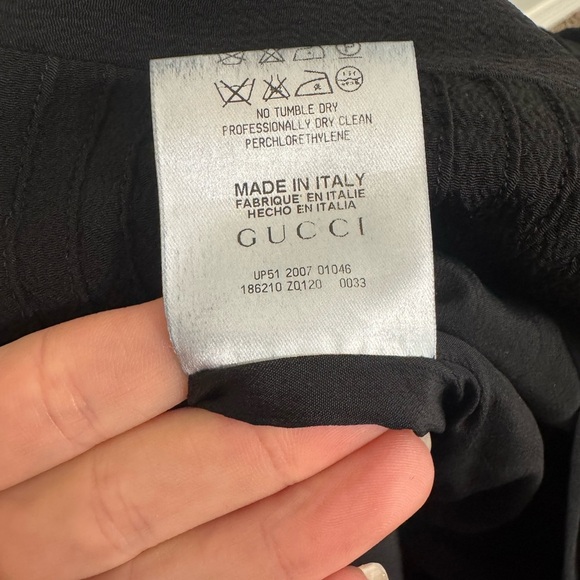 NO TUMBLE DRY
PROFESSIONALLY DRY CLEAN
PERCHLORETHYLENE
MADE IN ITALY
FABRIQUE' EN ITALIE
HECHO EN ITALIA
GUCCI
UP51 2007 01046
186210 Z0120 0033